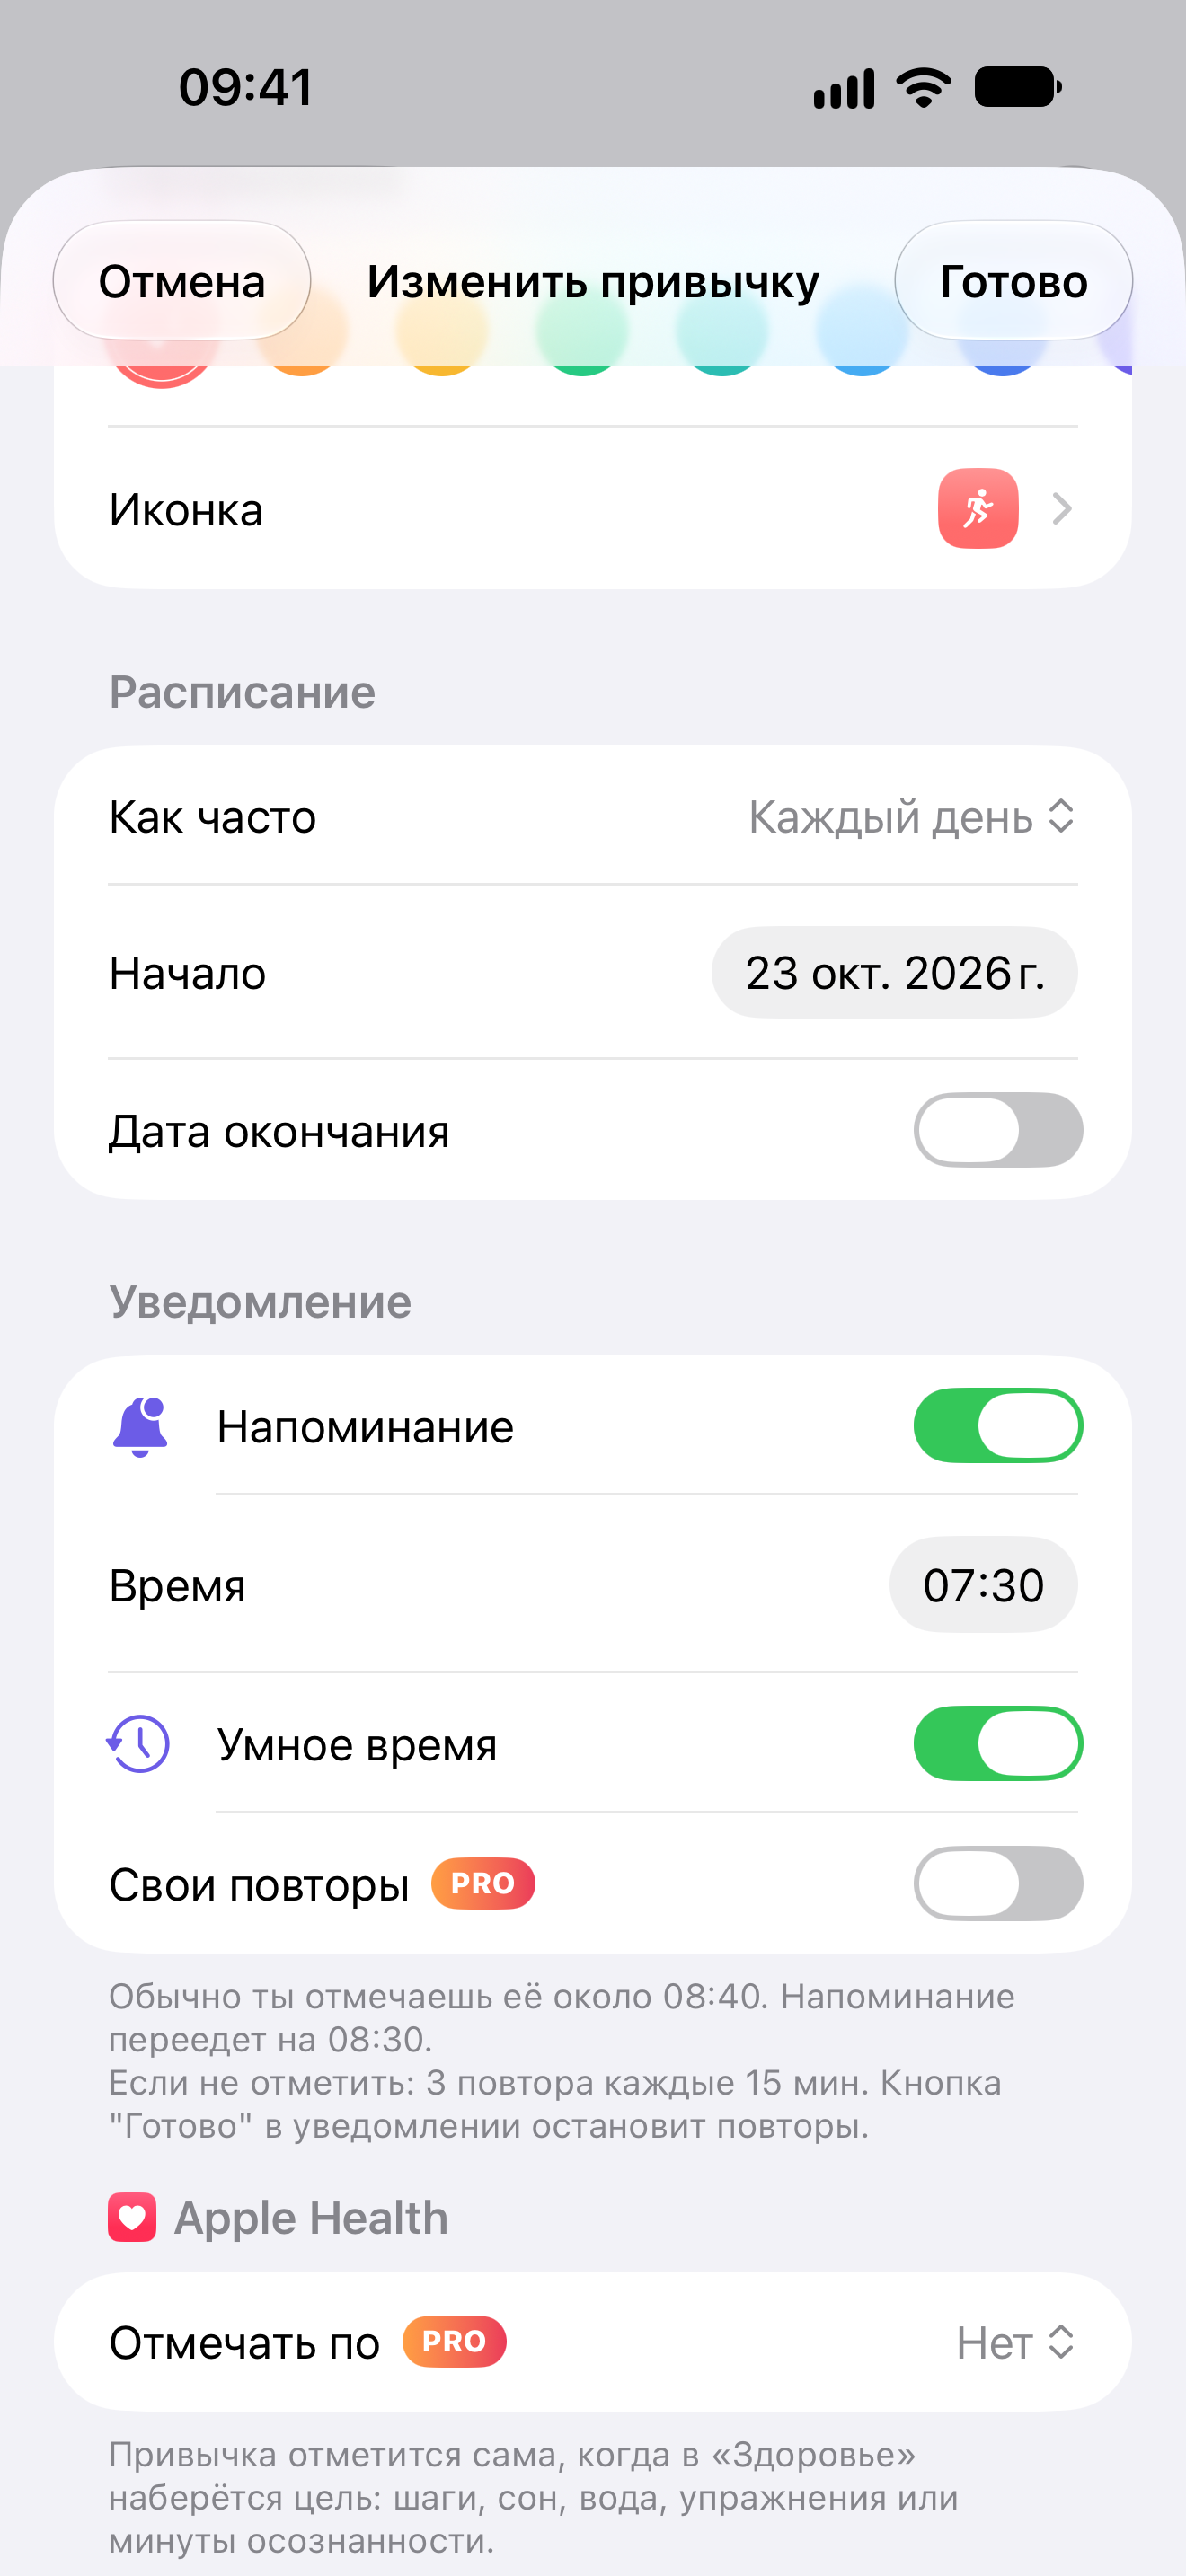 09:41
Отмена
Изменить привычку
Готово
Иконка
Расписание
Как часто
Каждый день
Начало
23 окт. 2026 г.
Дата окончания
Уведомление
Напоминание
Время
07:30
Умное время
Свои повторы PRO
Обычно ты отмечаешь её около 08:40. Напоминание
переедет на 08:30.
Если не отметить: 3 повтора каждые 15 мин. Кнопка
"Готово" в уведомлении остановит повторы.
Apple Health
Отмечать по PRO
Нет
Привычка отметится сама, когда в «Здоровье»
наберётся цель: шаги, сон, вода, упражнения или
минуты осознанности.